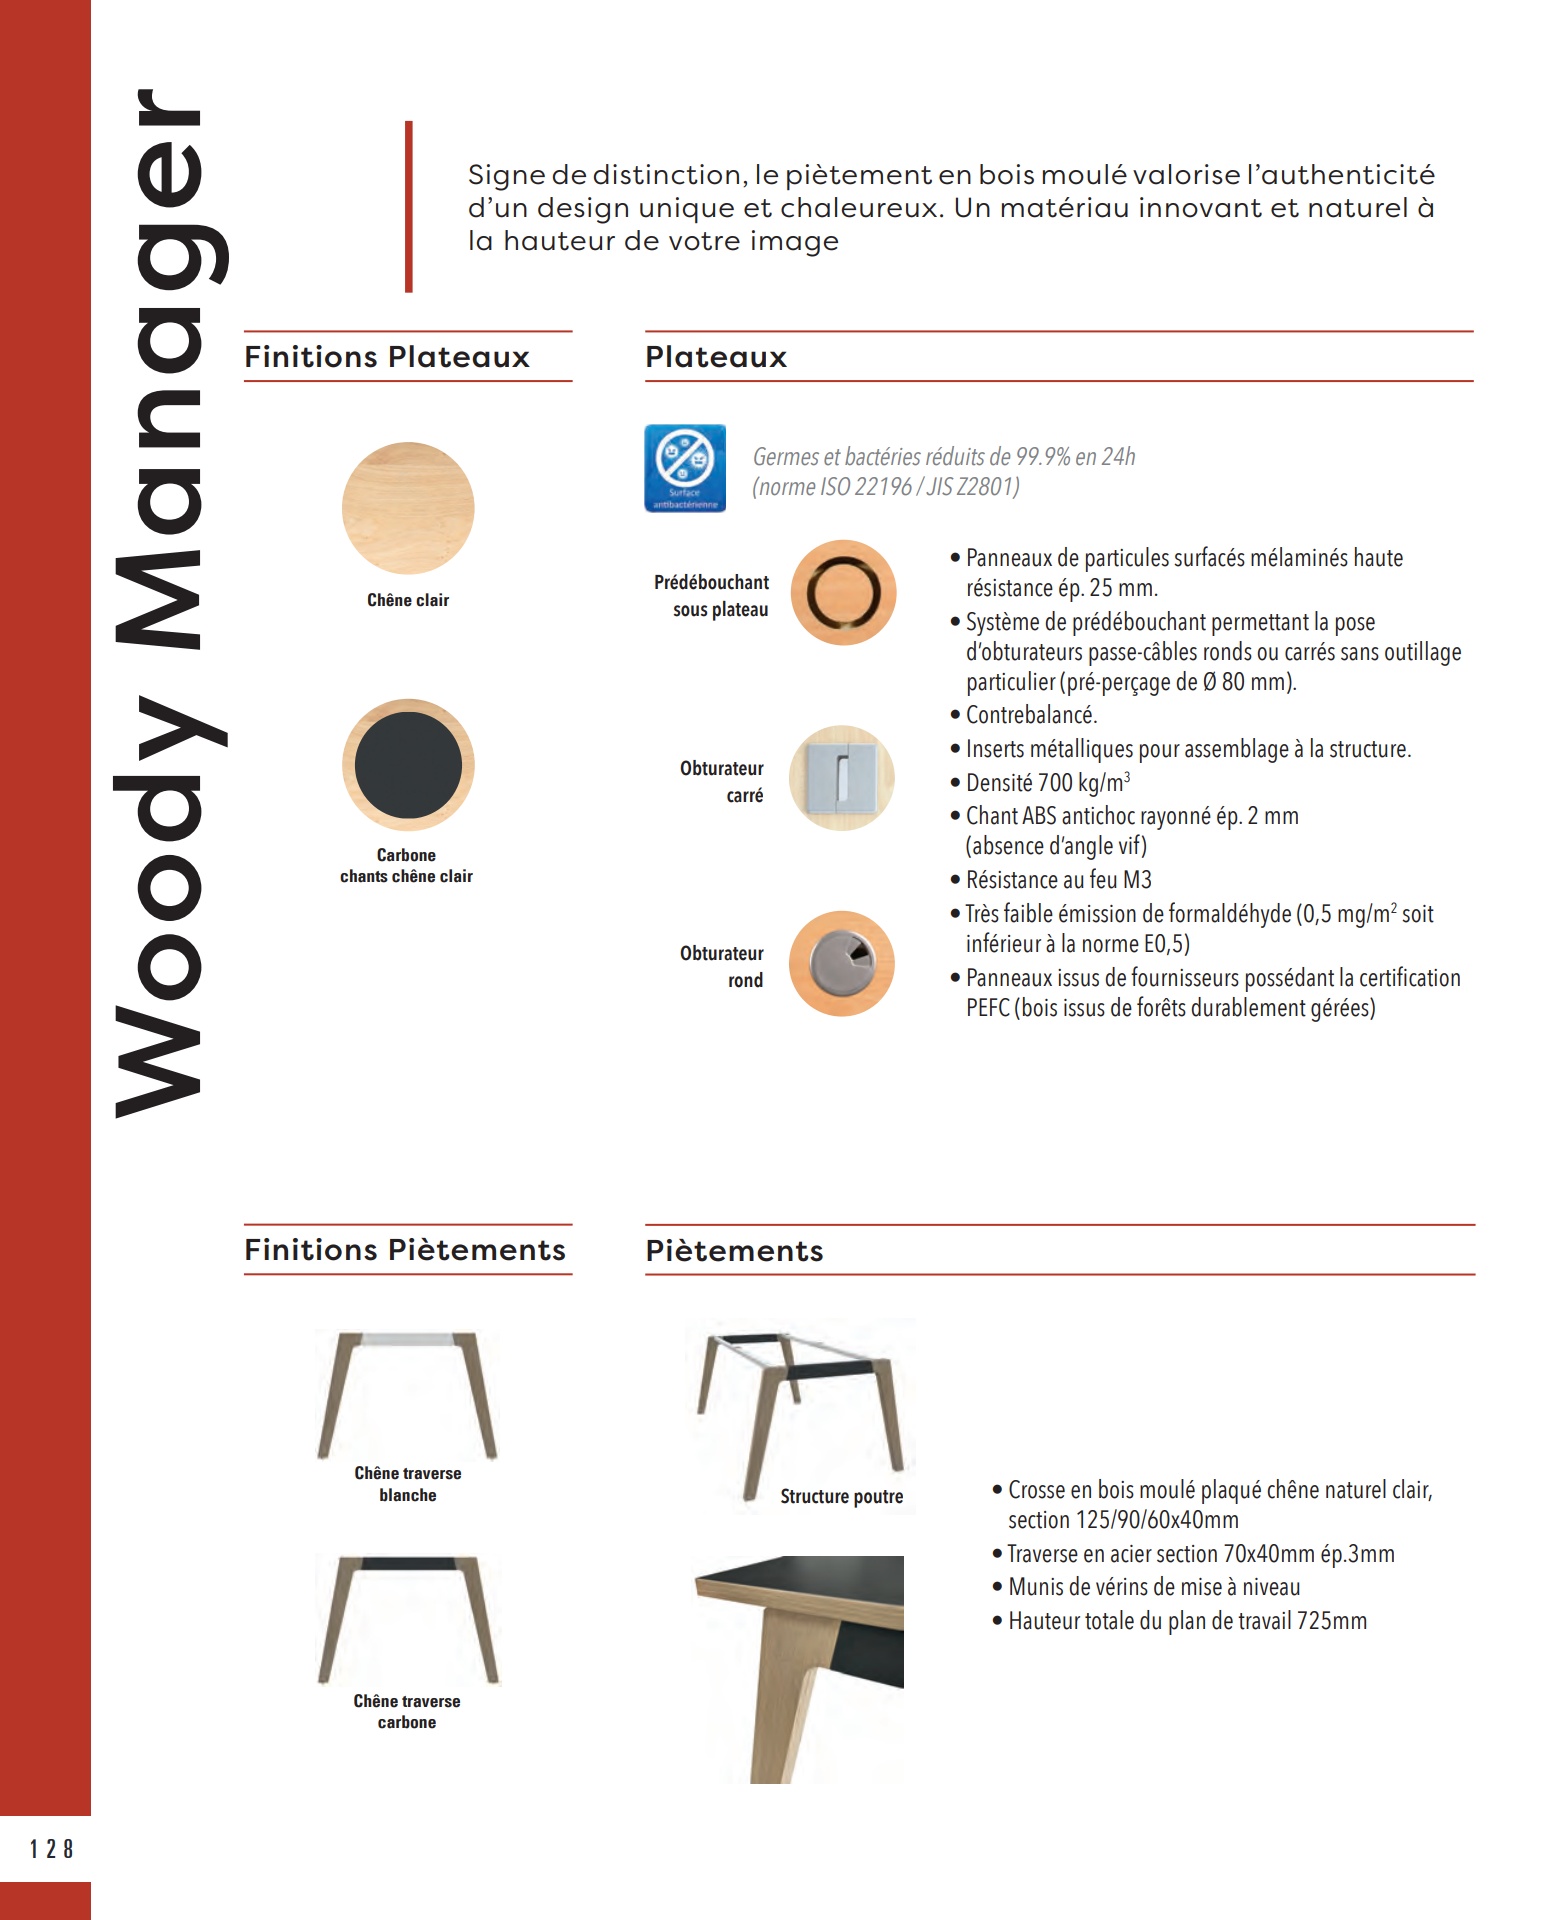 Woody Manager
Signe de distinction, le piètement en bois moulé valorise l’authenticité
d’un design unique et chaleureux. Un matériau innovant et naturel à
la hauteur de votre image
Finitions Plateaux
Chêne clair
Carbone
chants chêne clair
Plateaux
Surface
antibactérienne
Germes et bactéries réduits de 99.9% en 24h
(norme ISO 22196 / JIS Z2801)
Prédébouchant
sous plateau
Obturateur
carré
Obturateur
rond
• Panneaux de particules surfacés mélaminés haute
résistance ép. 25 mm.
• Système de prédébouchant permettant la pose
d’obturateurs passe-câbles ronds ou carrés sans outillage
particulier (pré-perçage de Ø 80 mm).
• Contrebalancé.
• Inserts métalliques pour assemblage à la structure.
• Densité 700 kg/m³
• Chant ABS antichoc rayonné ép. 2 mm
(absence d’angle vif)
• Résistance au feu M3
• Très faible émission de formaldéhyde (0,5 mg/m² soit
inférieur à la norme E0,5)
• Panneaux issus de fournisseurs possédant la certification
PEFC (bois issus de forêts durablement gérées)
Finitions Piètements
Chêne traverse
blanche
Chêne traverse
carbone
Piètements
Structure poutre
• Crosse en bois moulé plaqué chêne naturel clair,
section 125/90/60x40mm
• Traverse en acier section 70x40mm ép.3mm
• Munis de vérins de mise à niveau
• Hauteur totale du plan de travail 725mm
128